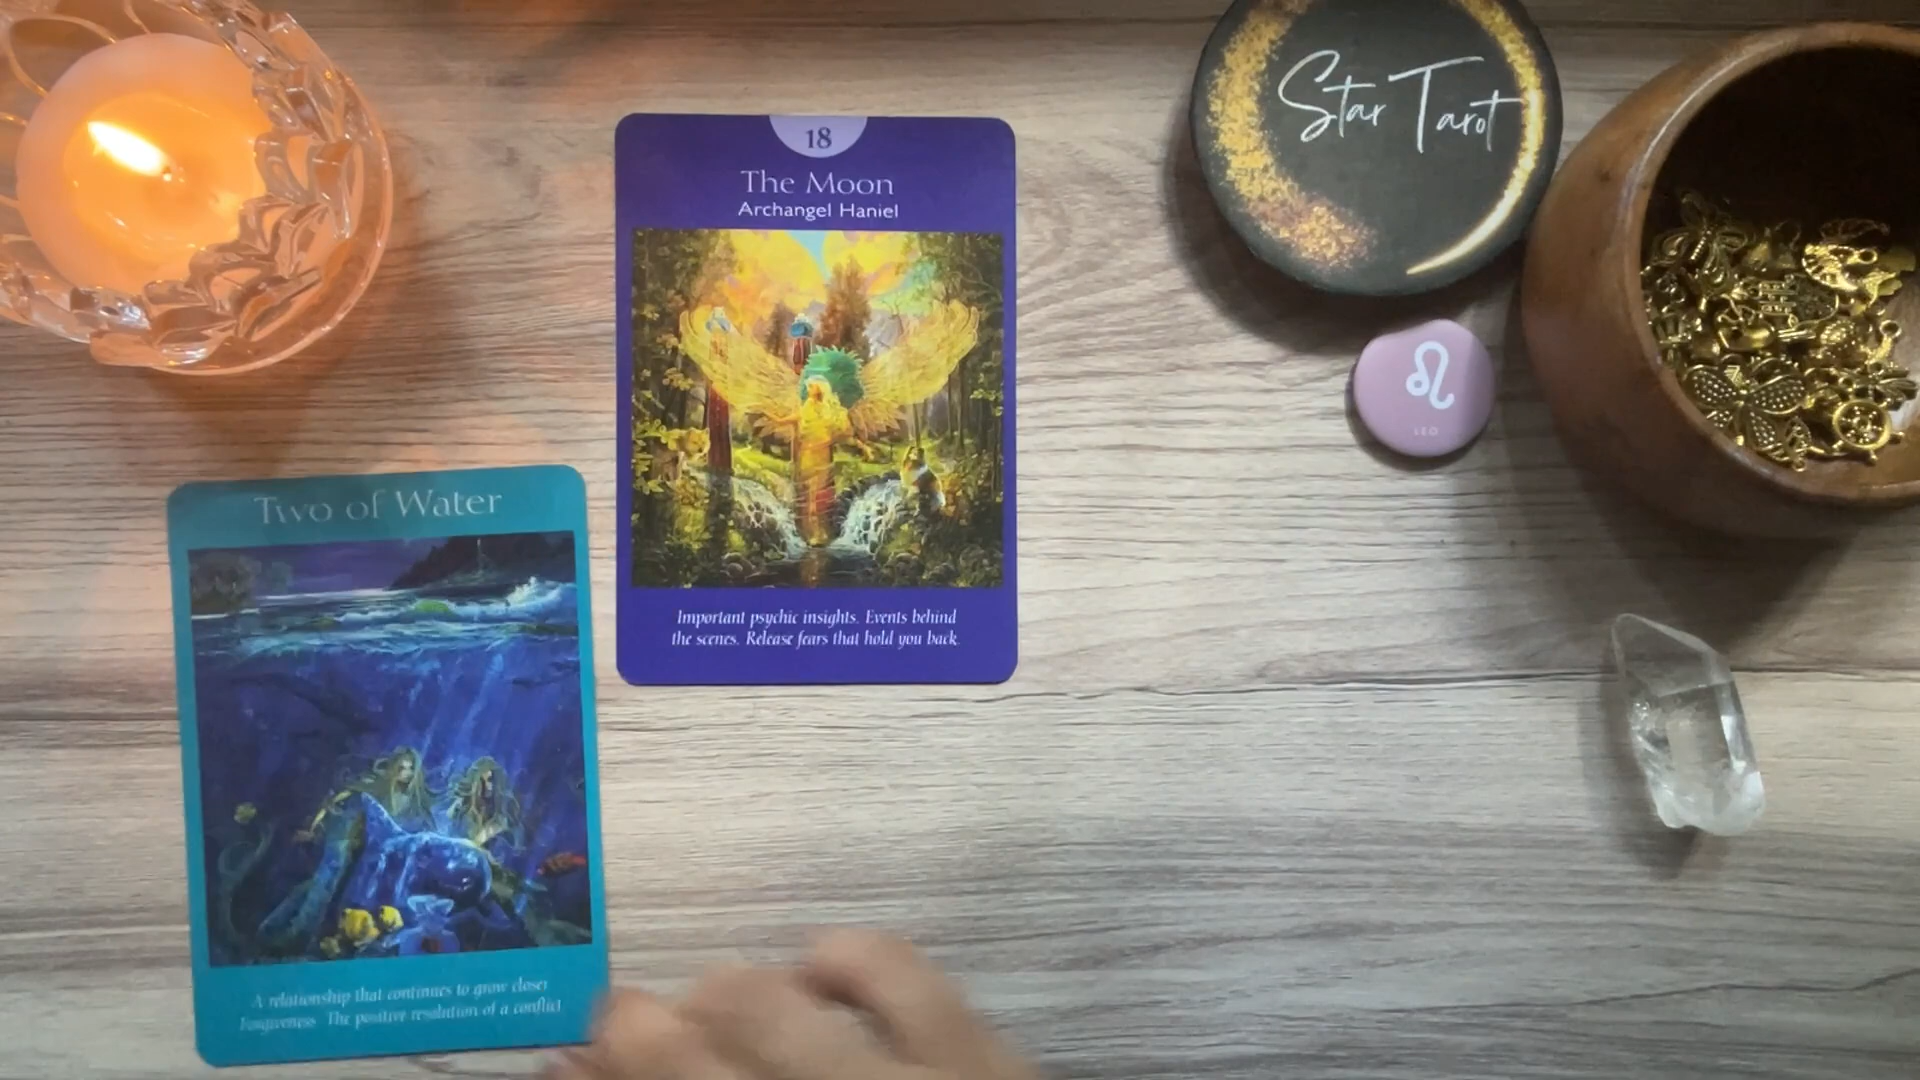 Star Tarot
18
The Moon
Archangel Haniel
Important psychic insights. Events behind
the scenes. Release fears that hold you back.
LEO
Two of Water
A relationship that continues to grow closer
Forgiveness The positive resolution of a conflict